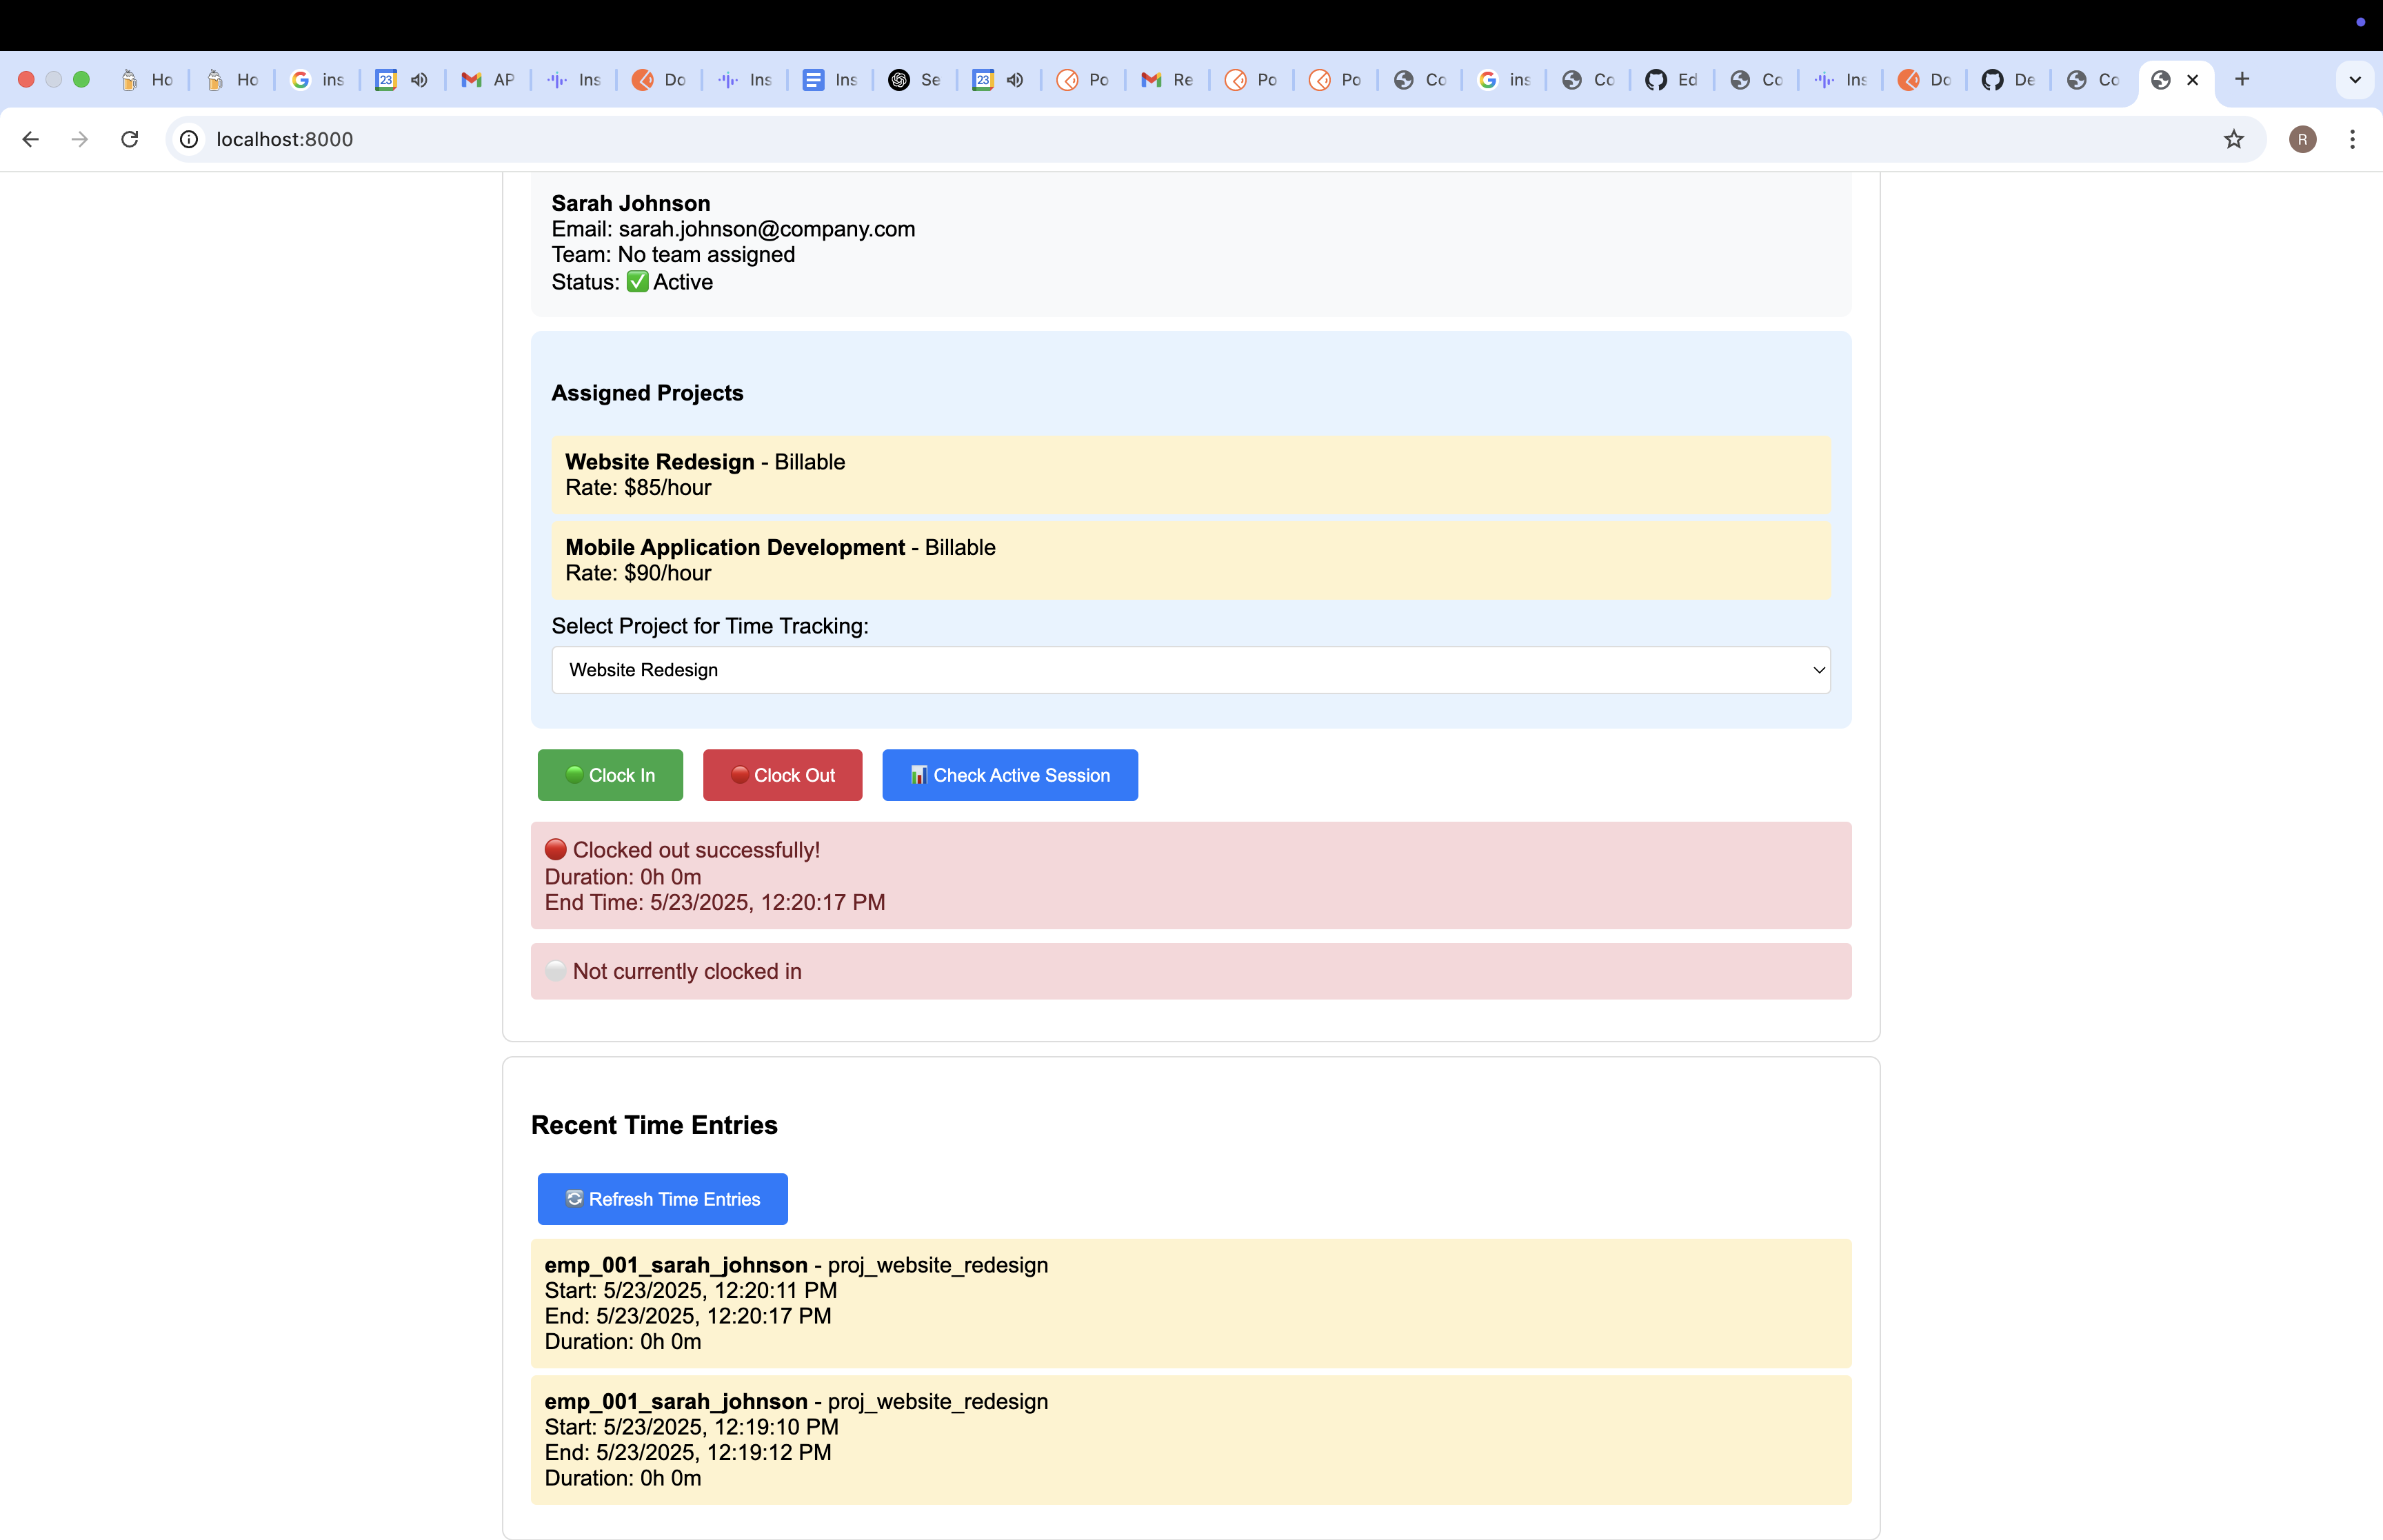 Ho
Ho
ins
23
AP
Ins
Do
Ins
Ins
Se
23
Po
Re
Po
Po
Co
ins
Co
Ed
Co
Ins
Do
De
Co
localhost:8000
R
Sarah Johnson
Email: sarah.johnson@company.com
Team: No team assigned
Status: ✅ Active
Assigned Projects
Website Redesign - Billable
Rate: $85/hour
Mobile Application Development - Billable
Rate: $90/hour
Select Project for Time Tracking:
Website Redesign
🟢 Clock In
🔴 Clock Out
📊 Check Active Session
🔴 Clocked out successfully!
Duration: 0h 0m
End Time: 5/23/2025, 12:20:17 PM
⚪ Not currently clocked in
Recent Time Entries
🔄 Refresh Time Entries
emp_001_sarah_johnson - proj_website_redesign
Start: 5/23/2025, 12:20:11 PM
End: 5/23/2025, 12:20:17 PM
Duration: 0h 0m
emp_001_sarah_johnson - proj_website_redesign
Start: 5/23/2025, 12:19:10 PM
End: 5/23/2025, 12:19:12 PM
Duration: 0h 0m